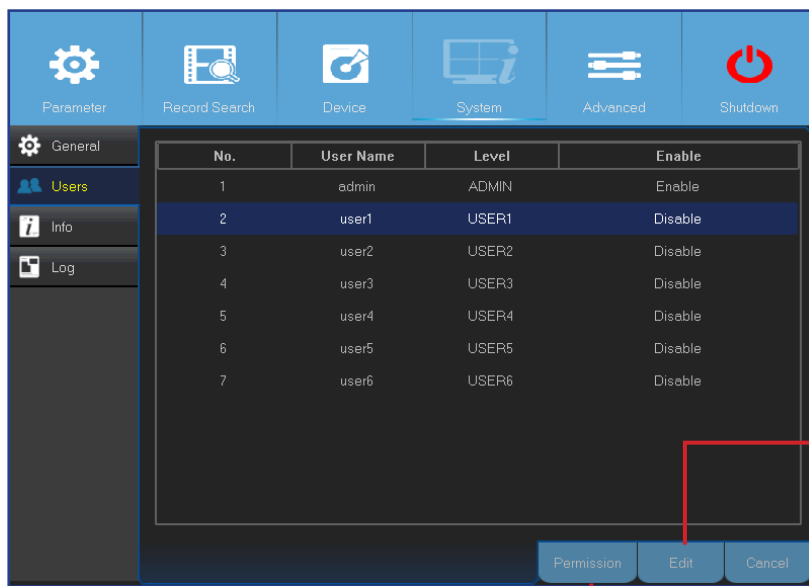 Parameter Record Search Device System Advanced Shutdown
General
Users
Info
Log
No. User Name Level Enable
1 admin ADMIN Enable
2 user1 USER1 Disable
3 user2 USER2 Disable
4 user3 USER3 Disable
5 user4 USER4 Disable
6 user5 USER5 Disable
7 user6 USER6 Disable
Permission Edit Cancel